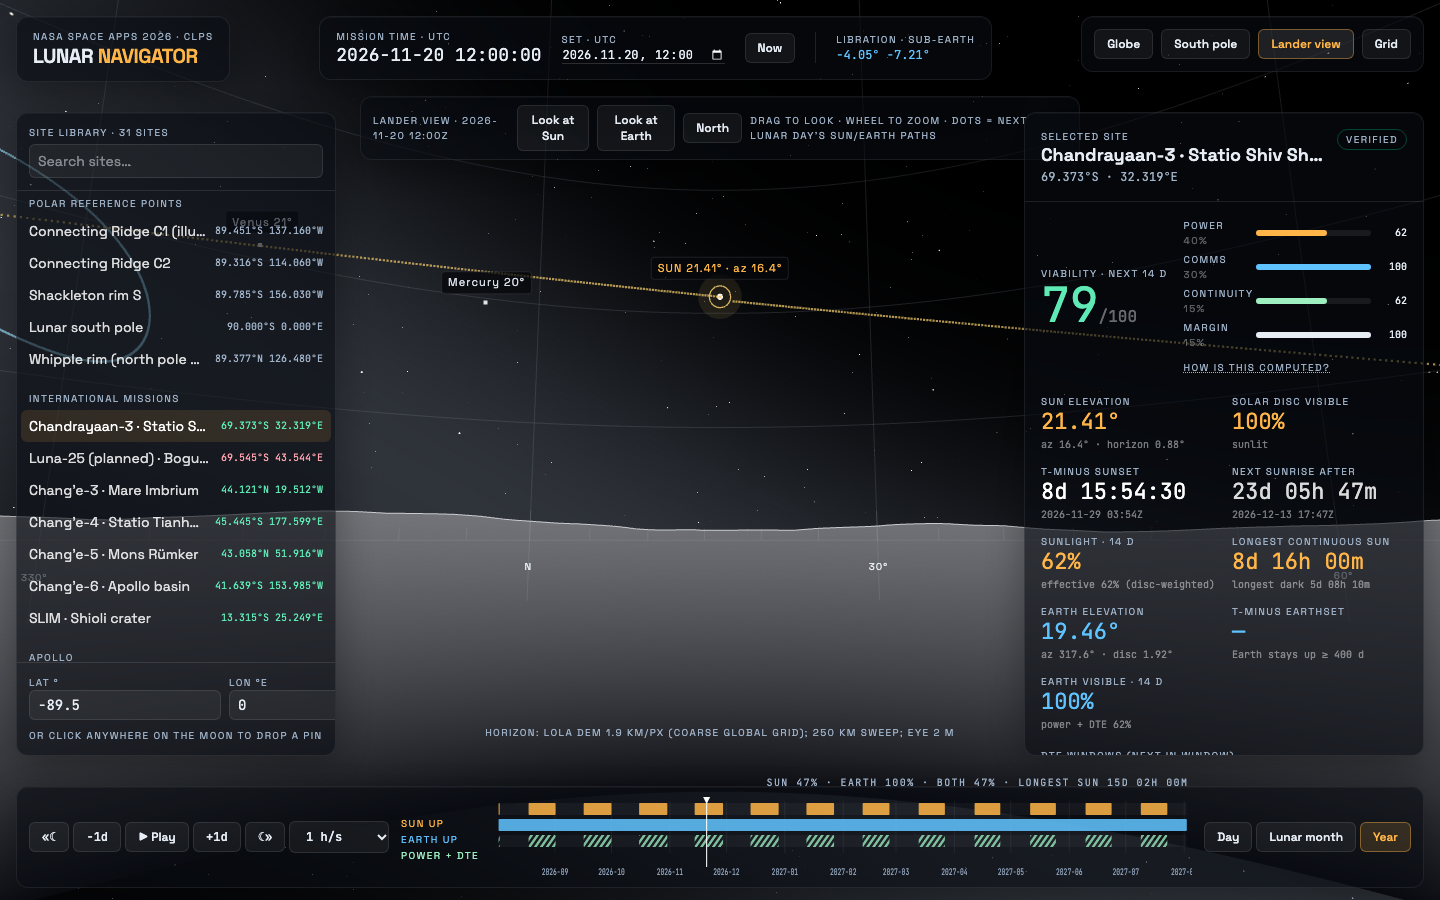 NASA SPACE APPS 2026 · CLPS
LUNAR NAVIGATOR
MISSION TIME · UTC
2026-11-20 12:00:00
SET · UTC
2026.11.20, 12:00
Now
LIBRATION · SUB-EARTH
-4.05° -7.21°
Globe
South pole
Lander view
Grid
LANDER VIEW · 2026-
11-20 12:00Z
Look at
Sun
Look at
Earth
North
DRAG TO LOOK · WHEEL TO ZOOM · DOTS = NEXT
LUNAR DAY'S SUN/EARTH PATHS
SITE LIBRARY · 31 SITES
Search sites…
POLAR REFERENCE POINTS
Venus 21°
Connecting Ridge C1 (illu… 89.451°S 137.160°W
Connecting Ridge C2 89.316°S 114.060°W
Shackleton rim S 89.785°S 156.030°W
Lunar south pole 90.000°S 0.000°E
Whipple rim (north pole … 89.377°N 126.480°E
INTERNATIONAL MISSIONS
Chandrayaan-3 · Statio S… 69.373°S 32.319°E
Luna-25 (planned) · Bogu… 69.545°S 43.544°E
Chang'e-3 · Mare Imbrium 44.121°N 19.512°W
Chang'e-4 · Statio Tianh… 45.445°S 177.599°E
Chang'e-5 · Mons Rümker 43.058°N 51.916°W
330°
Chang'e-6 · Apollo basin 41.639°S 153.985°W
SLIM · Shioli crater 13.315°S 25.249°E
APOLLO
LAT °
LON °E
-89.5
0
OR CLICK ANYWHERE ON THE MOON TO DROP A PIN
Mercury 20°
SUN 21.41° · az 16.4°
N
30°
60°
HORIZON: LOLA DEM 1.9 KM/PX (COARSE GLOBAL GRID); 250 KM SWEEP; EYE 2 M
SELECTED SITE
VERIFIED
Chandrayaan-3 · Statio Shiv Sh…
69.373°S · 32.319°E
VIABILITY · NEXT 14 D
79/100
POWER
40%
62
COMMS
30%
100
CONTINUITY
15%
62
MARGIN
15%
100
HOW IS THIS COMPUTED?
SUN ELEVATION
21.41°
az 16.4° · horizon 0.88°
SOLAR DISC VISIBLE
100%
sunlit
T-MINUS SUNSET
8d 15:54:30
2026-11-29 03:54Z
NEXT SUNRISE AFTER
23d 05h 47m
2026-12-13 17:47Z
SUNLIGHT · 14 D
62%
effective 62% (disc-weighted)
LONGEST CONTINUOUS SUN
8d 16h 00m
longest dark 5d 08h 10m
EARTH ELEVATION
19.46°
az 317.6° · disc 1.92°
T-MINUS EARTHSET
—
Earth stays up ≥ 400 d
EARTH VISIBLE · 14 D
100%
power + DTE 62%
DTE WINDOWS (NEXT IN WINDOW)
SUN 47% · EARTH 100% · BOTH 47% · LONGEST SUN 15D 02H 00M
«☾
-1d
▶ Play
+1d
☾»
1 h/s
SUN UP
EARTH UP
POWER + DTE
2026-09 2026-10 2026-11 2026-12 2027-01 2027-02 2027-03 2027-04 2027-05 2027-06 2027-07 2027-0
Day
Lunar month
Year